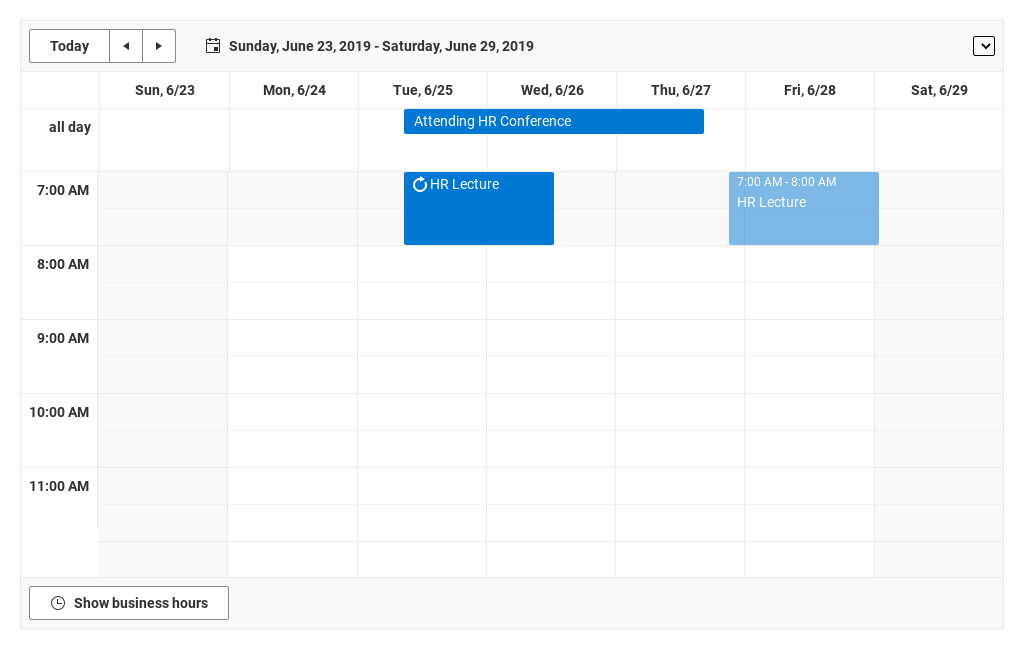 Today
Sunday, June 23, 2019 - Saturday, June 29, 2019
Sun, 6/23
Mon, 6/24
Tue, 6/25
Wed, 6/26
Thu, 6/27
Fri, 6/28
Sat, 6/29
all day
Attending HR Conference
7:00 AM
HR Lecture
7:00 AM - 8:00 AM
HR Lecture
8:00 AM
9:00 AM
10:00 AM
11:00 AM
Show business hours